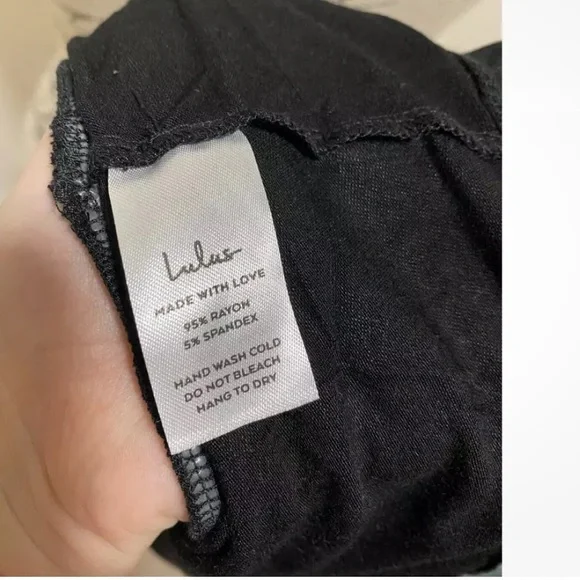 Lulus
MADE WITH LOVE
95% RAYON
5% SPANDEX
HAND WASH COLD
DO NOT BLEACH
HANG TO DRY